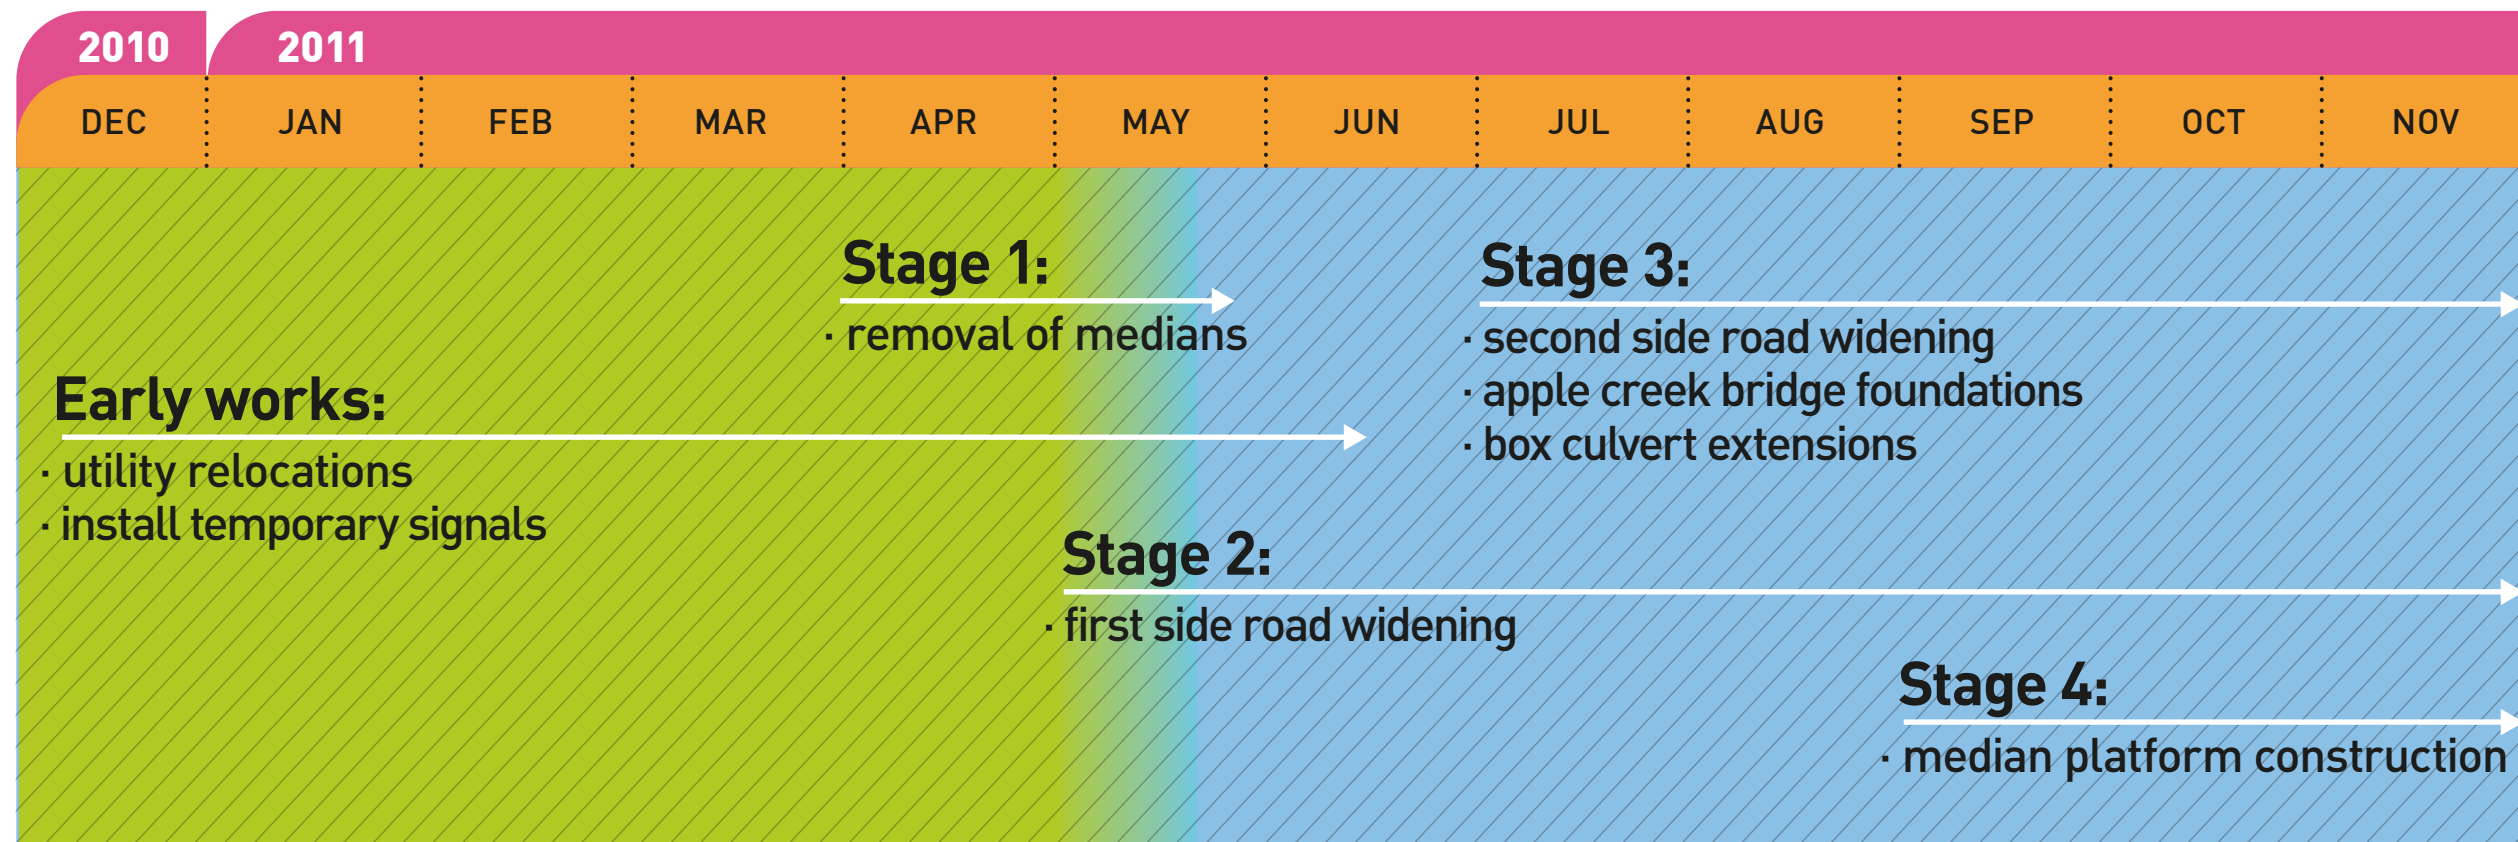 2010 2011
DEC JAN FEB MAR APR MAY JUN JUL AUG SEP OCT NOV
Stage 1:
· removal of medians
Stage 3:
· second side road widening
· apple creek bridge foundations
· box culvert extensions
Early works:
· utility relocations
· install temporary signals
Stage 2:
· first side road widening
Stage 4:
· median platform construction